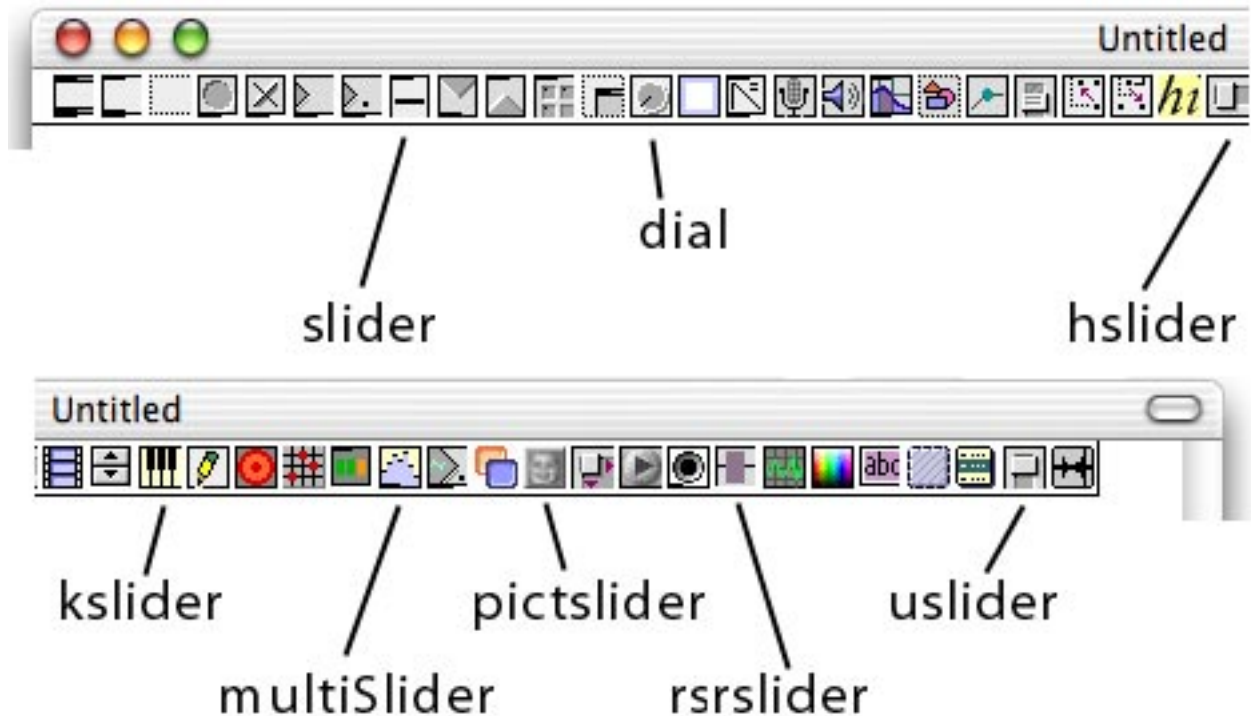 Untitled
hi
dial
slider
hslider
Untitled
abc
kslider
pictslider
uslider
multiSlider
rsrslider